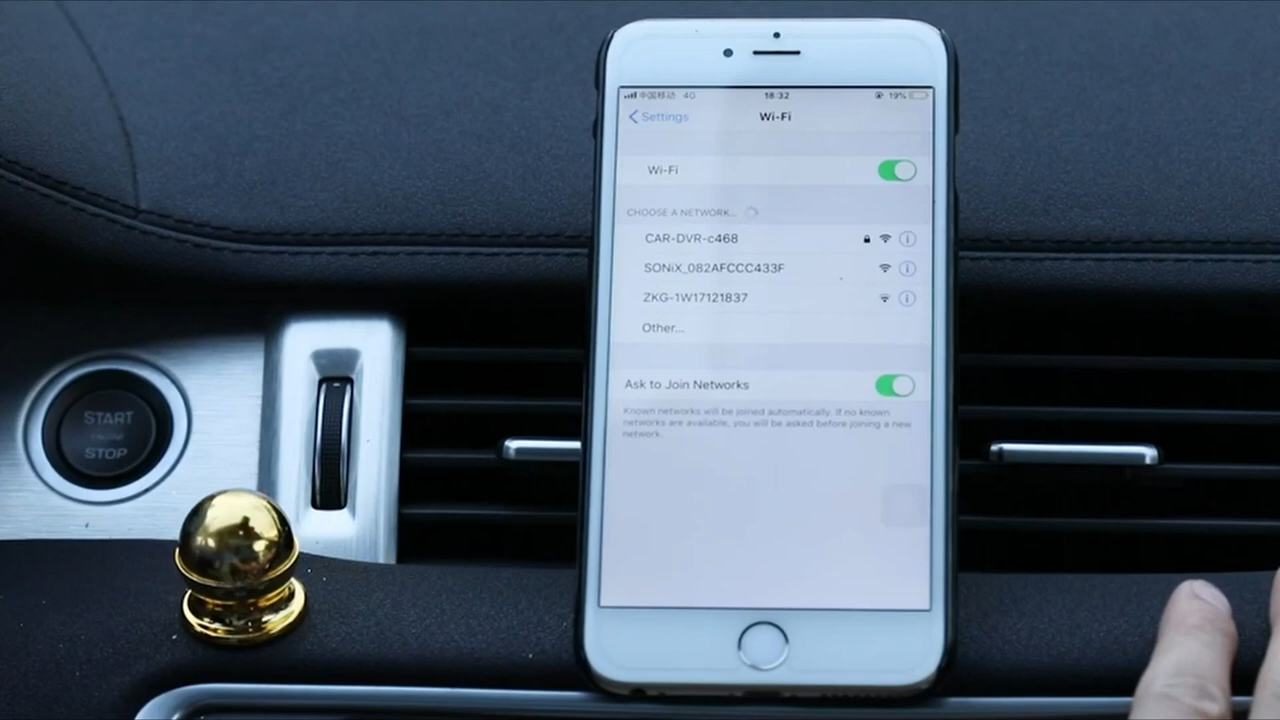 中国移动 4G 18:32 19%
Settings Wi-Fi
Wi-Fi
CHOOSE A NETWORK...
CAR-DVR-c468
SONiX_082AFCCC433F
ZKG-1W17121837
Other...
Ask to Join Networks
Known networks will be joined automatically. If no known
networks are available, you will be asked before joining a new
network.
START
ENGINE
STOP